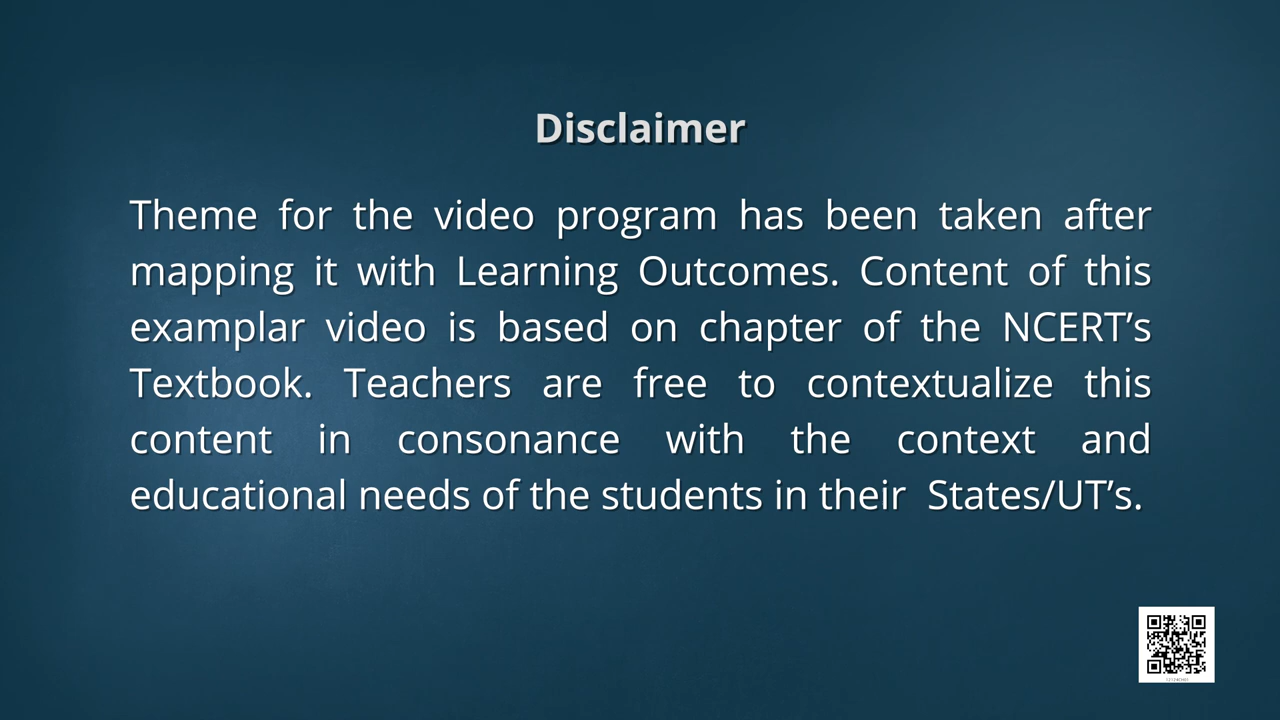 Disclaimer
Theme for the video program has been taken after
mapping it with Learning Outcomes. Content of this
examplar video is based on chapter of the NCERT’s
Textbook. Teachers are free to contextualize this
content in consonance with the context and
educational needs of the students in their States/UT’s.